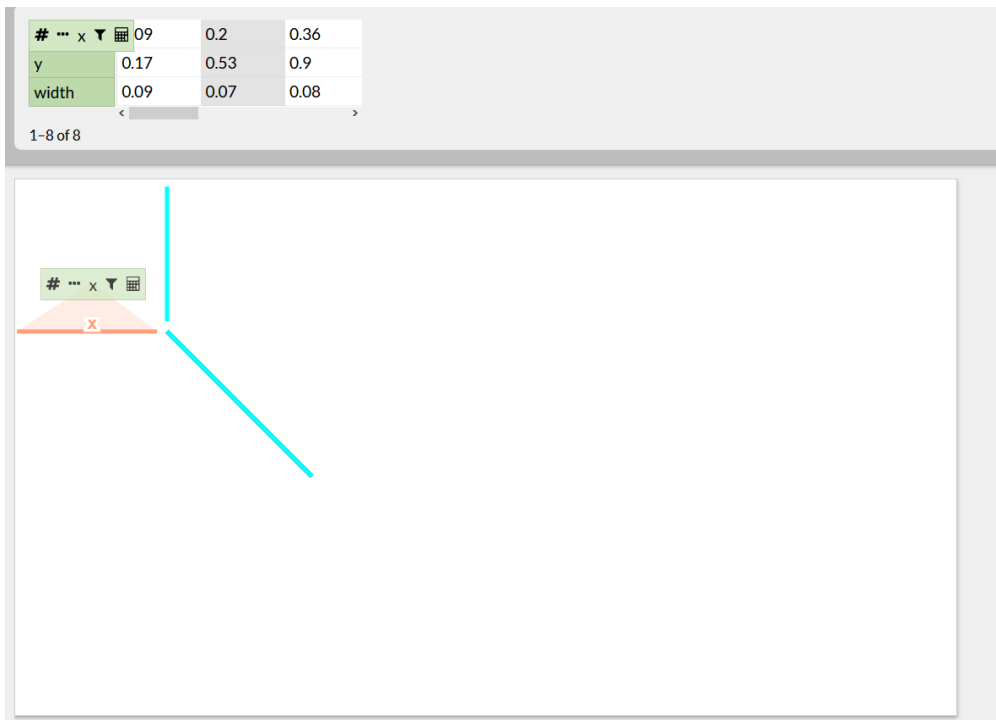 # ··· x 09 0.2 0.36
y 0.17 0.53 0.9
width 0.09 0.07 0.08
‹ ›
1–8 of 8
# ··· x
x